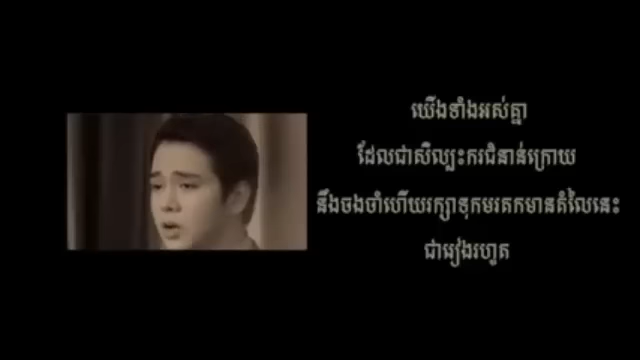 យើងទាំងអស់គ្នា
ដែលជាសិល្បះករជំនាន់ក្រោយ
នឹងចងចាំហើយរក្សាទុកមរតកមានតំលៃនេះ
ជារៀងរហូត